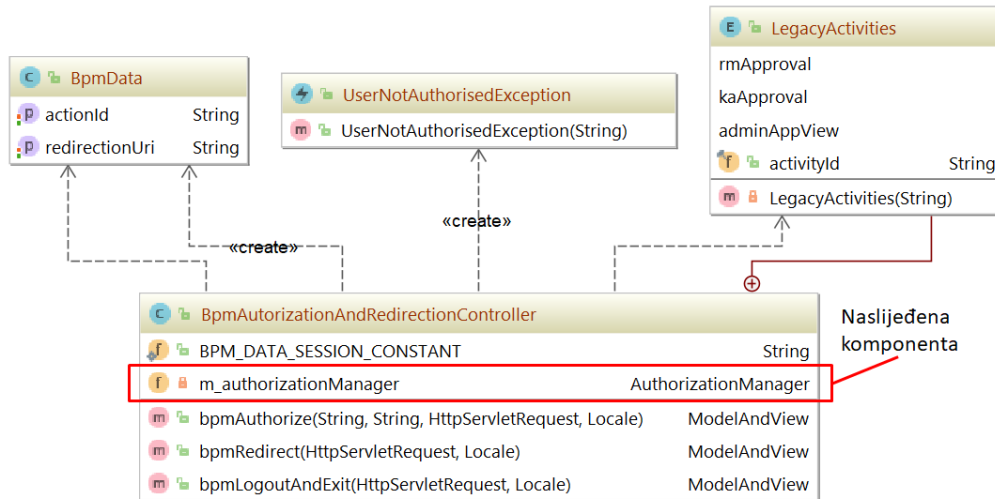 LegacyActivities
rmApproval
kaApproval
adminAppView
activityId String
LegacyActivities(String)
BpmData
actionId String
redirectionUri String
UserNotAuthorisedException
UserNotAuthorisedException(String)
«create»
«create»
BpmAutorizationAndRedirectionController
BPM_DATA_SESSION_CONSTANT String
m_authorizationManager AuthorizationManager
bpmAuthorize(String, String, HttpServletRequest, Locale) ModelAndView
bpmRedirect(HttpServletRequest, Locale) ModelAndView
bpmLogoutAndExit(HttpServletRequest, Locale) ModelAndView
Naslijeđena
komponenta